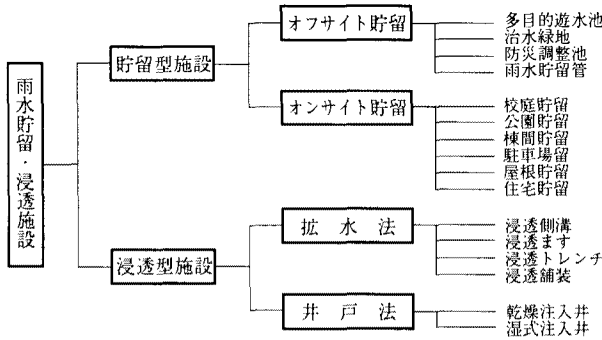 雨水貯留・浸透施設
貯留型施設
オフサイト貯留
多目的遊水池
治水緑地
防災調整池
雨水貯留管
オンサイト貯留
校庭貯留
公園貯留
棟間貯留
駐車場留
屋根貯留
住宅貯留
浸透型施設
拡水法
浸透側溝
浸透ます
浸透トレンチ
浸透舗装
井戸法
乾燥注入井
湿式注入井